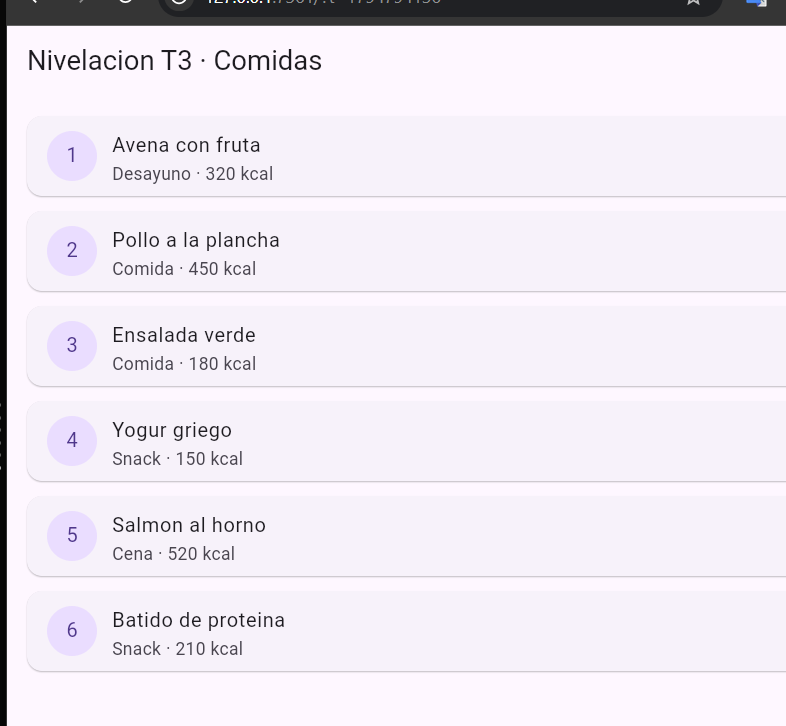 Nivelacion T3 · Comidas
1
Avena con fruta
Desayuno · 320 kcal
2
Pollo a la plancha
Comida · 450 kcal
3
Ensalada verde
Comida · 180 kcal
4
Yogur griego
Snack · 150 kcal
5
Salmon al horno
Cena · 520 kcal
6
Batido de proteina
Snack · 210 kcal